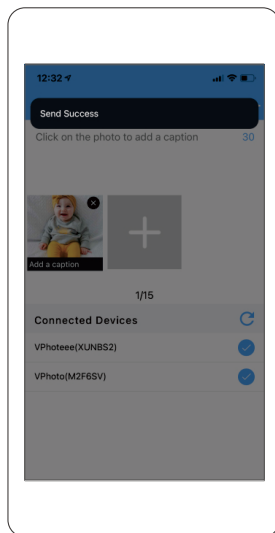 12:32
Send Success
Click on the photo to add a caption 30
Add a caption
1/15
Connected Devices
VPhoteee(XUNBS2)
VPhoto(M2F6SV)